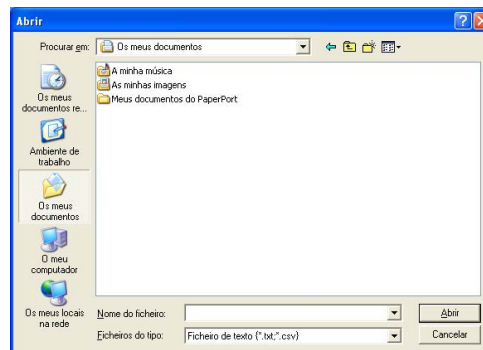 Abrir
Procurar em: Os meus documentos
A minha música
As minhas imagens
Meus documentos do PaperPort
Os meus
documentos re...
Ambiente de
trabalho
Os meus
documentos
O meu
computador
Os meus locais
na rede
Nome do ficheiro:
Abrir
Ficheiros do tipo: Ficheiro de texto (*.txt;*.csv)
Cancelar